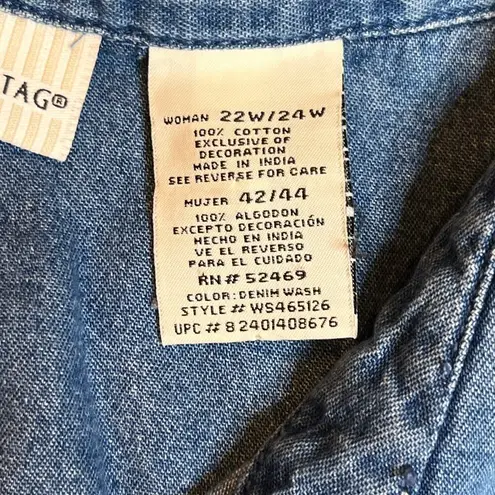 TAG®
WOMAN 22W/24W
100% COTTON
EXCLUSIVE OF
DECORATION
MADE IN INDIA
SEE REVERSE FOR CARE
MUJER 42/44
100% ALGODON
EXCEPTO DECORACIÓN
HECHO EN INDIA
VE EL REVERSO
PARA EL CUIDADO
RN# 52469
COLOR: DENIM WASH
STYLE # WS465126
UPC # 82401408676